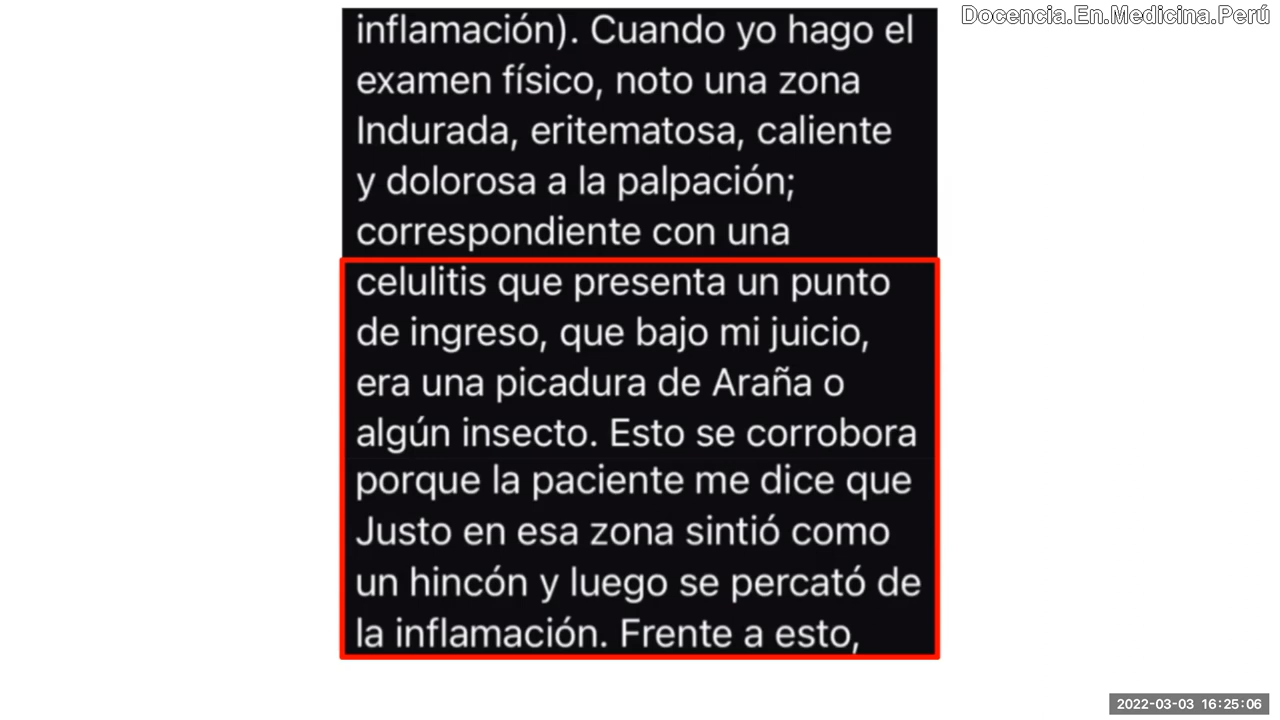 Docencia.En.Medicina.Perú
inflamación). Cuando yo hago el
examen físico, noto una zona
Indurada, eritematosa, caliente
y dolorosa a la palpación;
correspondiente con una
celulitis que presenta un punto
de ingreso, que bajo mi juicio,
era una picadura de Araña o
algún insecto. Esto se corrobora
porque la paciente me dice que
Justo en esa zona sintió como
un hincón y luego se percató de
la inflamación. Frente a esto,
2022-03-03 16:25:06